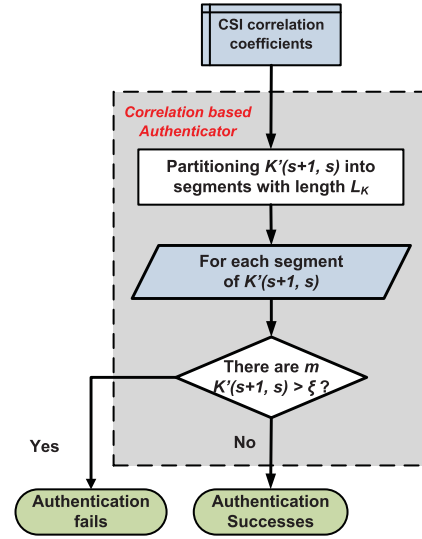 CSI correlation
coefficients
Correlation based
Authenticator
Partitioning K'(s+1, s) into
segments with length L_K
For each segment
of K'(s+1, s)
There are m
K'(s+1, s) > ξ ?
Yes
No
Authentication
fails
Authentication
Successes